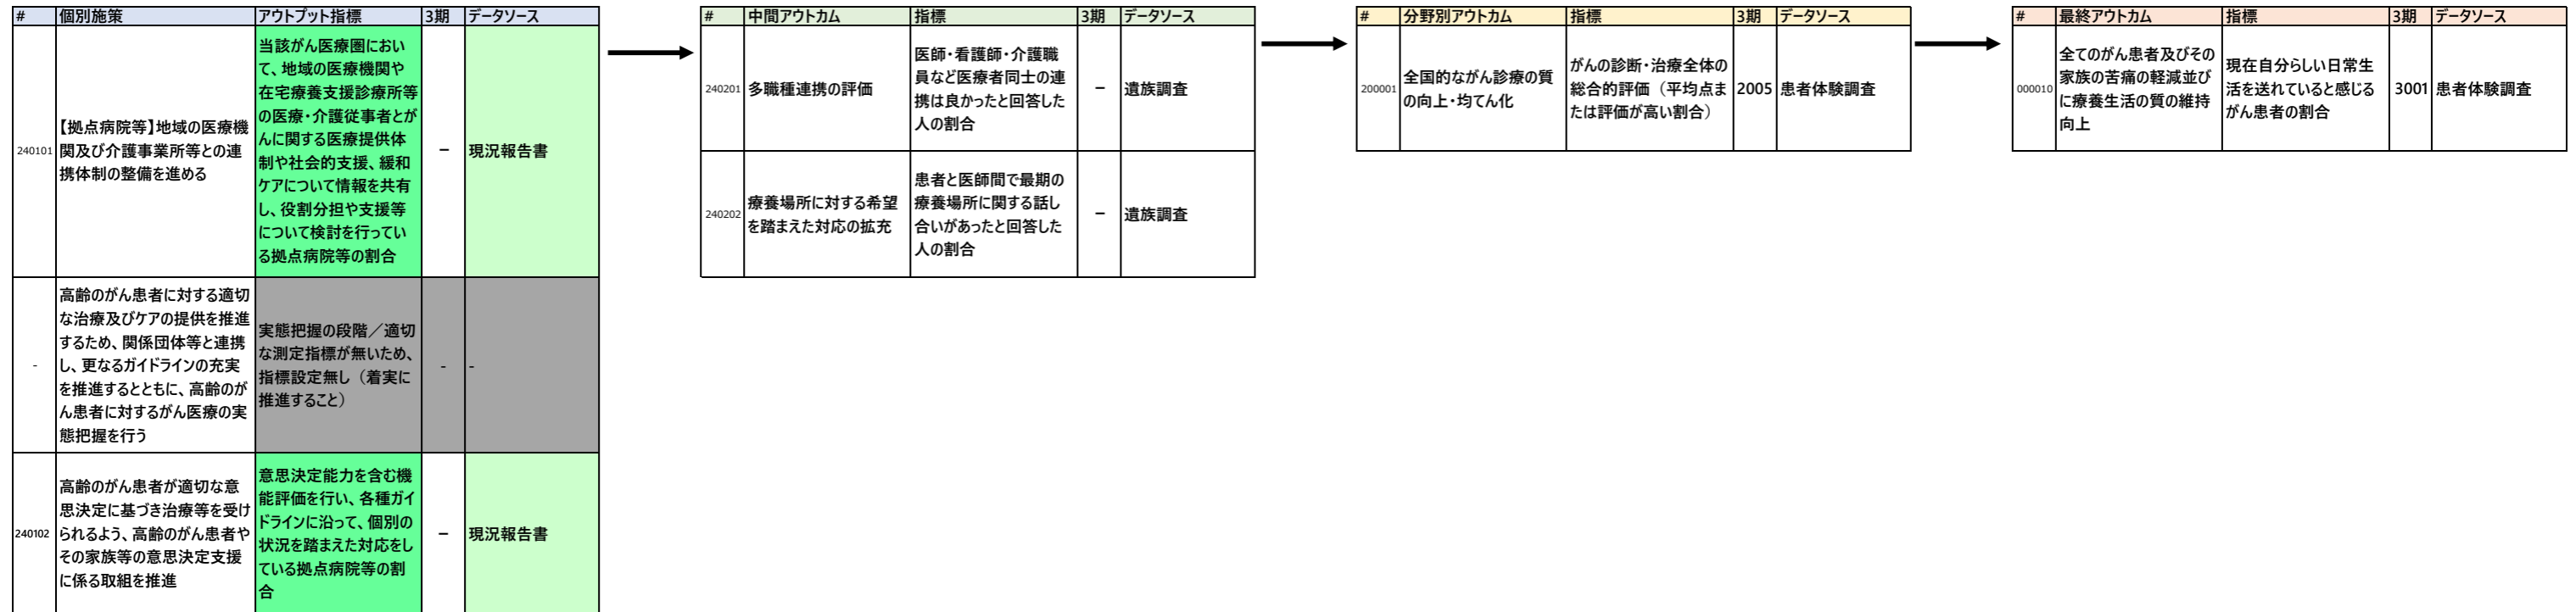 # 個別施策 アウトプット指標 3期 データソース
240101
【拠点病院等】地域の医療機
関及び介護事業所等との連
携体制の整備を進める
当該がん医療圏におい
て、地域の医療機関や
在宅療養支援診療所等
の医療・介護従事者とが
んに関する医療提供体
制や社会的支援、緩和
ケアについて情報を共有
し、役割分担や支援等
について検討を行ってい
る拠点病院等の割合
－
現況報告書
-
高齢のがん患者に対する適切
な治療及びケアの提供を推進
するため、関係団体等と連携
し、更なるガイドラインの充実
を推進するとともに、高齢のが
ん患者に対するがん医療の実
態把握を行う
実態把握の段階／適切
な測定指標が無いため、
指標設定無し（着実に
推進すること）
-
-
240102
高齢のがん患者が適切な意
思決定に基づき治療等を受け
られるよう、高齢のがん患者や
その家族等の意思決定支援
に係る取組を推進
意思決定能力を含む機
能評価を行い、各種ガイ
ドラインに沿って、個別の
状況を踏まえた対応をし
ている拠点病院等の割
合
－
現況報告書
# 中間アウトカム 指標 3期 データソース
240201
多職種連携の評価
医師・看護師・介護職
員など医療者同士の連
携は良かったと回答した
人の割合
－
遺族調査
240202
療養場所に対する希望
を踏まえた対応の拡充
患者と医師間で最期の
療養場所に関する話し
合いがあったと回答した
人の割合
－
遺族調査
# 分野別アウトカム 指標 3期 データソース
200001
全国的ながん診療の質
の向上・均てん化
がんの診断・治療全体の
総合的評価（平均点ま
たは評価が高い割合）
2005
患者体験調査
# 最終アウトカム 指標 3期 データソース
000010
全てのがん患者及びその
家族の苦痛の軽減並び
に療養生活の質の維持
向上
現在自分らしい日常生
活を送れていると感じる
がん患者の割合
3001
患者体験調査